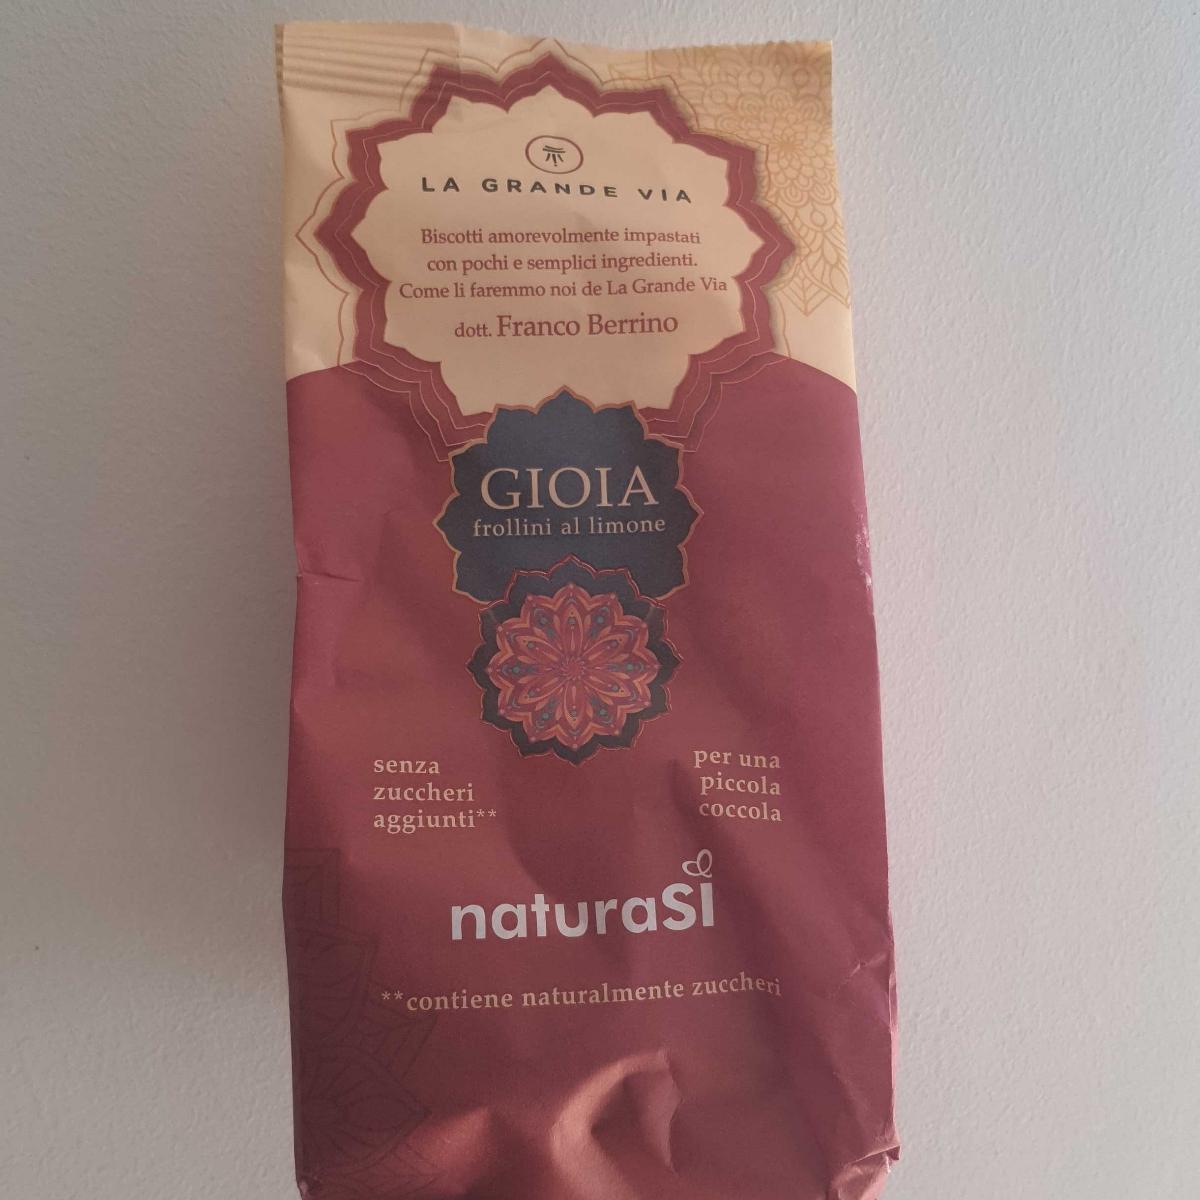 LA GRANDE VIA
Biscotti amorevolmente impastati
con pochi e semplici ingredienti.
Come li faremmo noi de La Grande Via
dott. Franco Berrino
GIOIA
frollini al limone
senza
zuccheri
aggiunti**
per una
piccola
coccola
naturaSì
**contiene naturalmente zuccheri